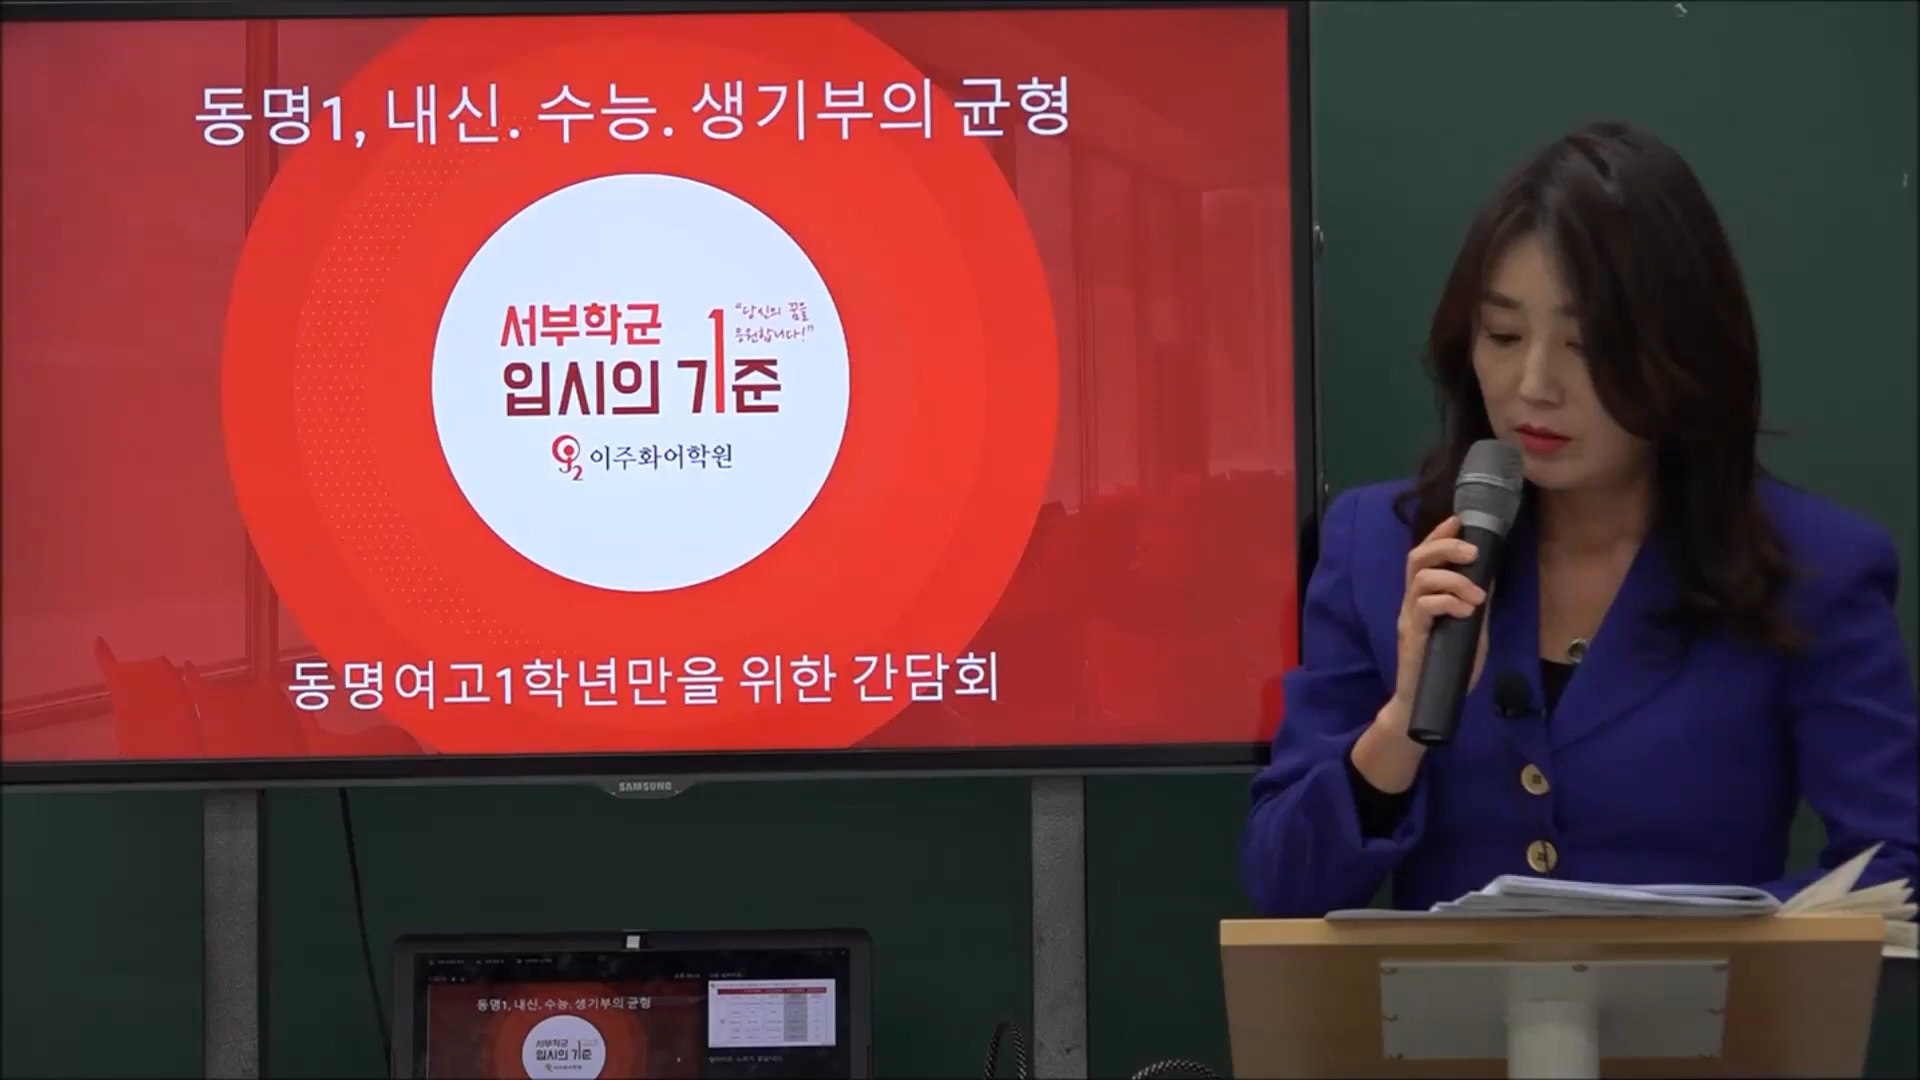 동명1, 내신. 수능. 생기부의 균형
서부학군
입시의 기준
"당신의 꿈을
응원합니다!"
이주화어학원
동명여고1학년만을 위한 간담회
SAMSUNG
동명1, 내신. 수능. 생기부의 균형
서부학군
입시의 기준